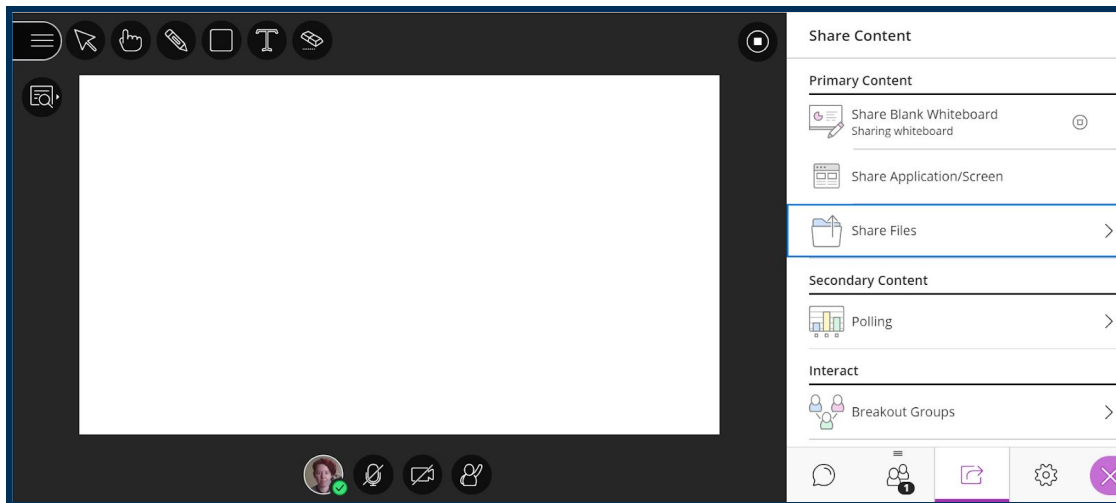 Share Content
Primary Content
Share Blank Whiteboard
Sharing whiteboard
Share Application/Screen
Share Files
Secondary Content
Polling
Interact
Breakout Groups
1